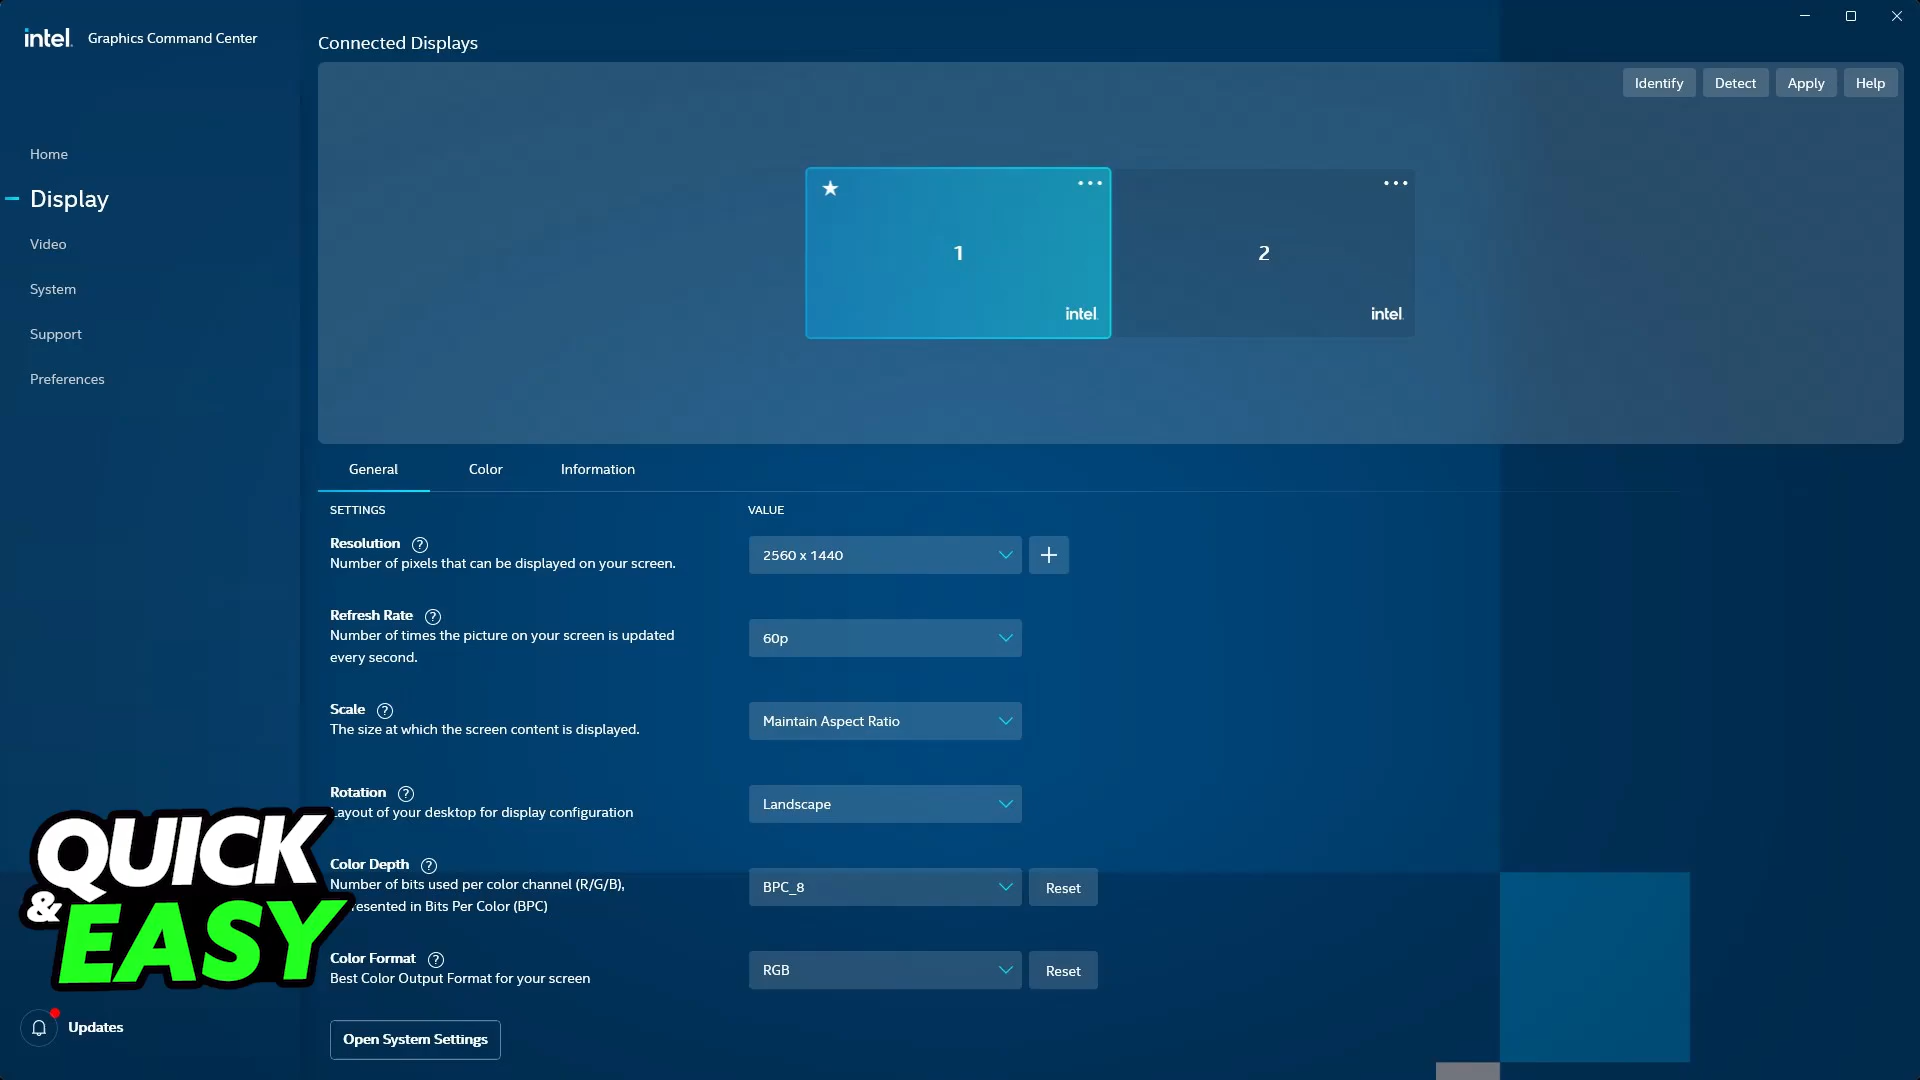 intel. Graphics Command Center
Connected Displays
Identify
Detect
Apply
Help
Home
Display
Video
System
Support
Preferences
1
intel.
2
intel.
General
Color
Information
SETTINGS
VALUE
Resolution
Number of pixels that can be displayed on your screen.
2560 x 1440
Refresh Rate
Number of times the picture on your screen is updated
every second.
60p
Scale
The size at which the screen content is displayed.
Maintain Aspect Ratio
Rotation
Layout of your desktop for display configuration
Landscape
Color Depth
Number of bits used per color channel (R/G/B),
in Bits Per Color (BPC)
BPC_8
Reset
Color Format
Best Color Output Format for your screen
RGB
Reset
Open System Settings
QUICK
& EASY
Updates